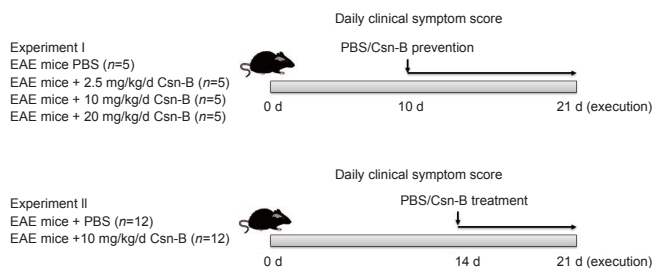 Daily clinical symptom score
Experiment I
EAE mice PBS (n=5)
EAE mice + 2.5 mg/kg/d Csn-B (n=5)
EAE mice + 10 mg/kg/d Csn-B (n=5)
EAE mice + 20 mg/kg/d Csn-B (n=5)
PBS/Csn-B prevention
0 d
10 d
21 d (execution)
Daily clinical symptom score
Experiment II
EAE mice + PBS (n=12)
EAE mice +10 mg/kg/d Csn-B (n=12)
PBS/Csn-B treatment
0 d
14 d
21 d (execution)